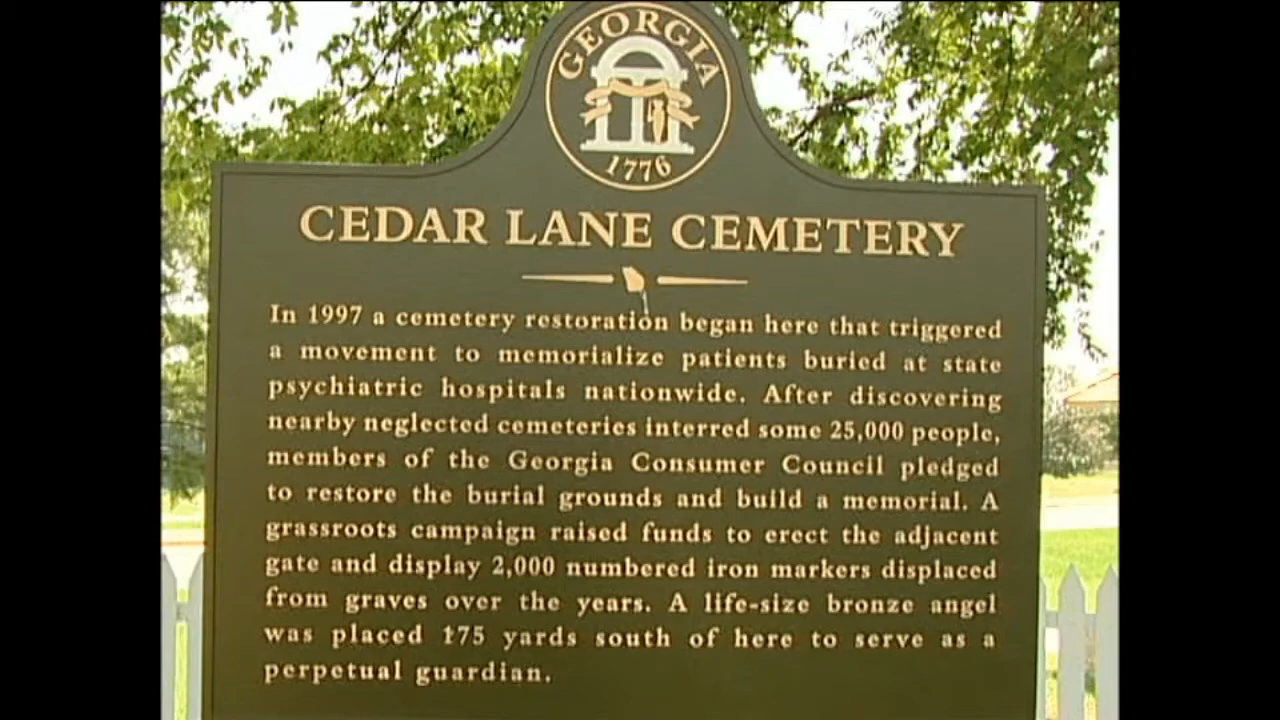 GEORGIA
1776
CEDAR LANE CEMETERY
In 1997 a cemetery restoration began here that triggered
a movement to memorialize patients buried at state
psychiatric hospitals nationwide. After discovering
nearby neglected cemeteries interred some 25,000 people,
members of the Georgia Consumer Council pledged
to restore the burial grounds and build a memorial. A
grassroots campaign raised funds to erect the adjacent
gate and display 2,000 numbered iron markers displaced
from graves over the years. A life-size bronze angel
was placed 175 yards south of here to serve as a
perpetual guardian.